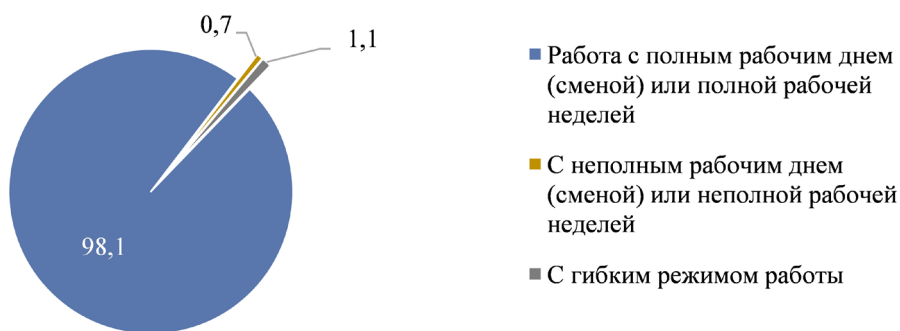 0,7
1,1
98,1
Работа с полным рабочим днем
(сменой) или полной рабочей
неделей
С неполным рабочим днем
(сменой) или неполной рабочей
неделей
С гибким режимом работы